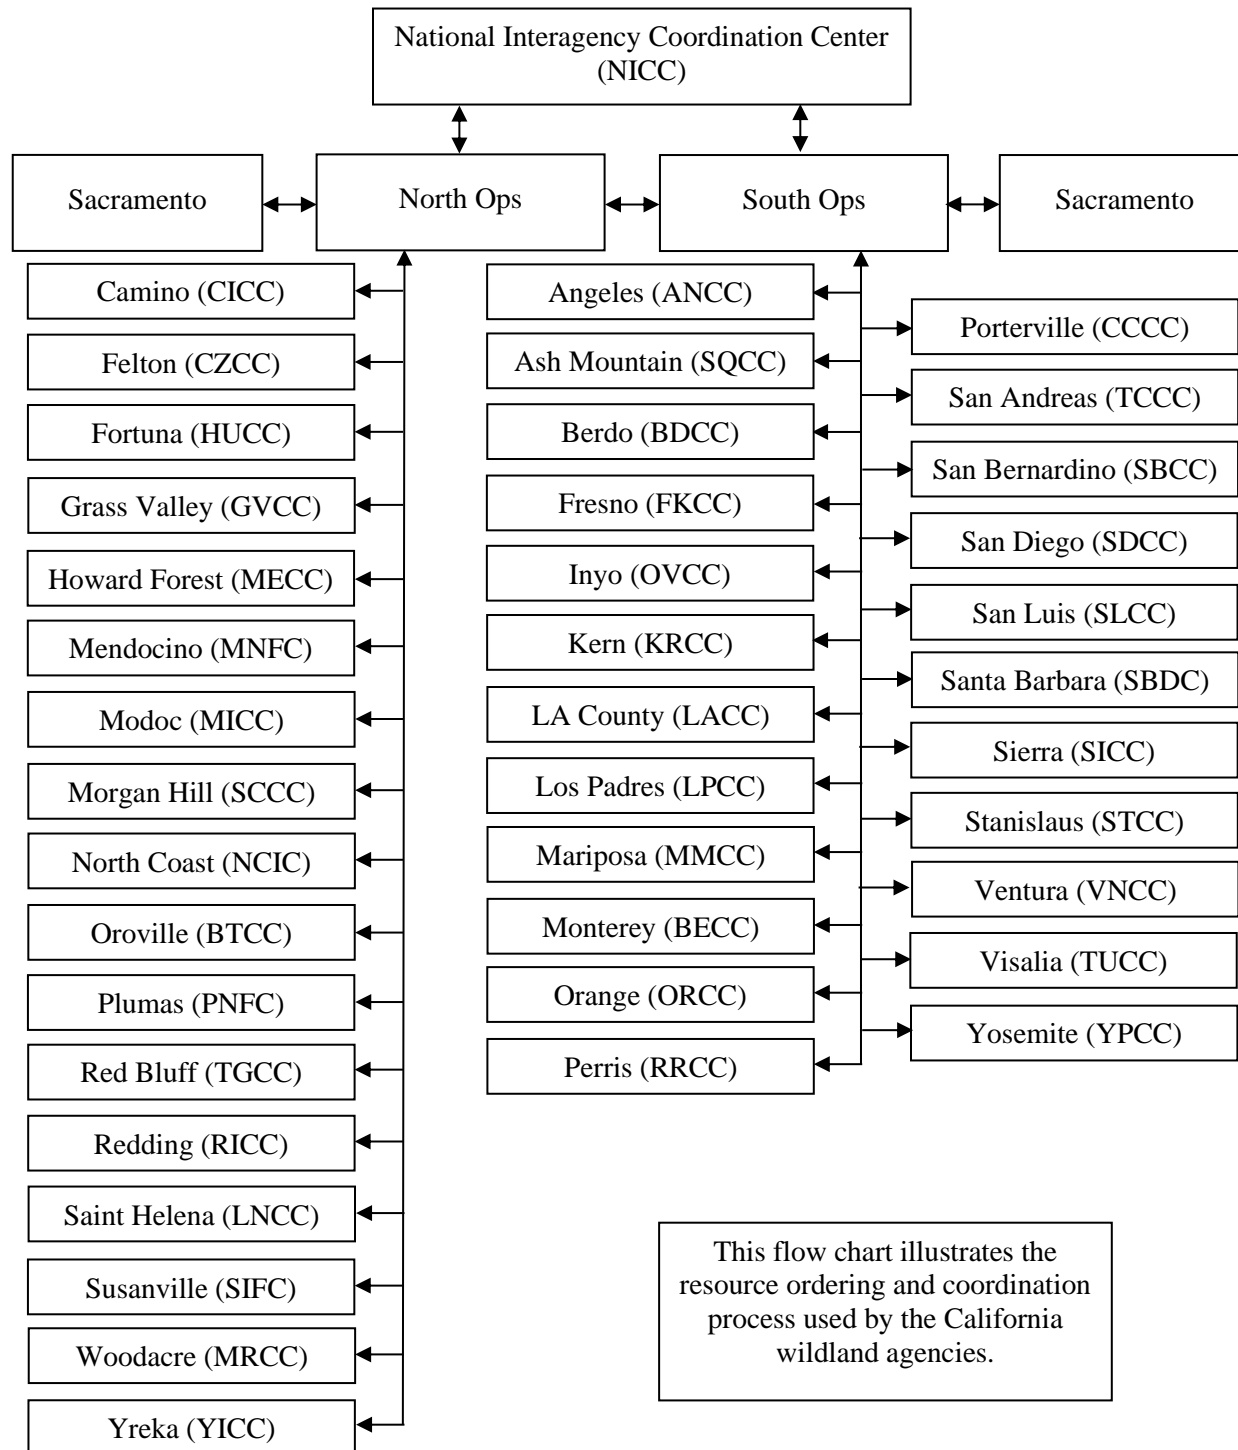 National Interagency Coordination Center
(NICC)
Sacramento
North Ops
South Ops
Sacramento
Camino (CICC)
Felton (CZCC)
Fortuna (HUCC)
Grass Valley (GVCC)
Howard Forest (MECC)
Mendocino (MNFC)
Modoc (MICC)
Morgan Hill (SCCC)
North Coast (NCIC)
Oroville (BTCC)
Plumas (PNFC)
Red Bluff (TGCC)
Redding (RICC)
Saint Helena (LNCC)
Susanville (SIFC)
Woodacre (MRCC)
Yreka (YICC)
Angeles (ANCC)
Ash Mountain (SQCC)
Berdo (BDCC)
Fresno (FKCC)
Inyo (OVCC)
Kern (KRCC)
LA County (LACC)
Los Padres (LPCC)
Mariposa (MMCC)
Monterey (BECC)
Orange (ORCC)
Perris (RRCC)
Porterville (CCCC)
San Andreas (TCCC)
San Bernardino (SBCC)
San Diego (SDCC)
San Luis (SLCC)
Santa Barbara (SBDC)
Sierra (SICC)
Stanislaus (STCC)
Ventura (VNCC)
Visalia (TUCC)
Yosemite (YPCC)
This flow chart illustrates the
resource ordering and coordination
process used by the California
wildland agencies.